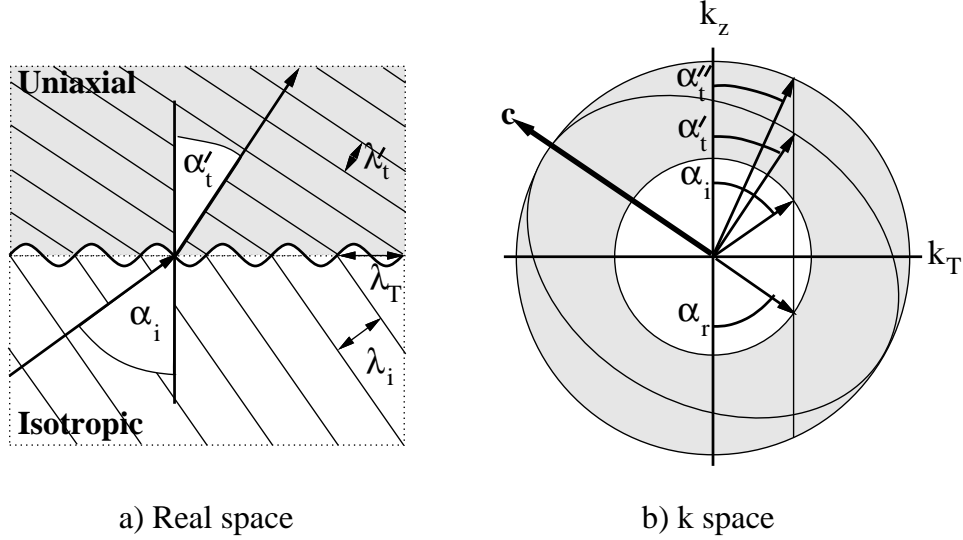 Uniaxial
α′t
λ′t
λT
αi
λi
Isotropic
a) Real space
kz
α″t
c
α′t
αi
kT
αr
b) k space